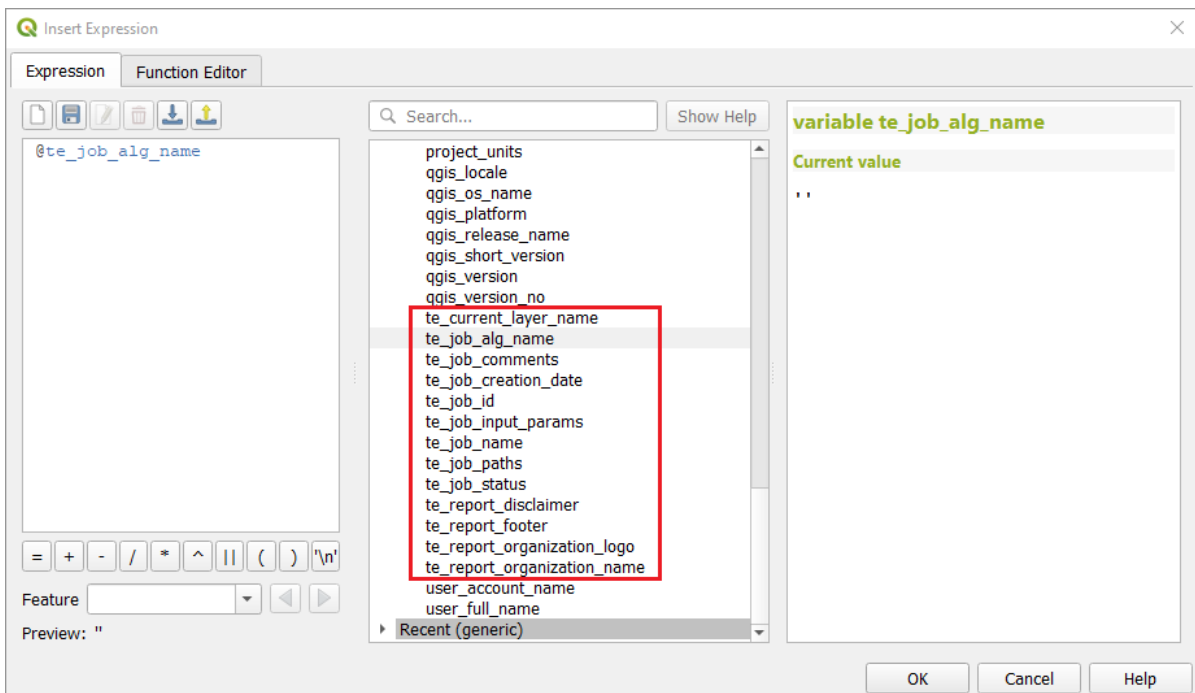 Insert Expression
Expression
Function Editor
@te_job_alg_name
= + - / * ^ || ( ) '\n'
Feature
Preview: ''
Search...
Show Help
project_units
qgis_locale
qgis_os_name
qgis_platform
qgis_release_name
qgis_short_version
qgis_version
qgis_version_no
te_current_layer_name
te_job_alg_name
te_job_comments
te_job_creation_date
te_job_id
te_job_input_params
te_job_name
te_job_paths
te_job_status
te_report_disclaimer
te_report_footer
te_report_organization_logo
te_report_organization_name
user_account_name
user_full_name
Recent (generic)
variable te_job_alg_name
Current value
''
OK
Cancel
Help